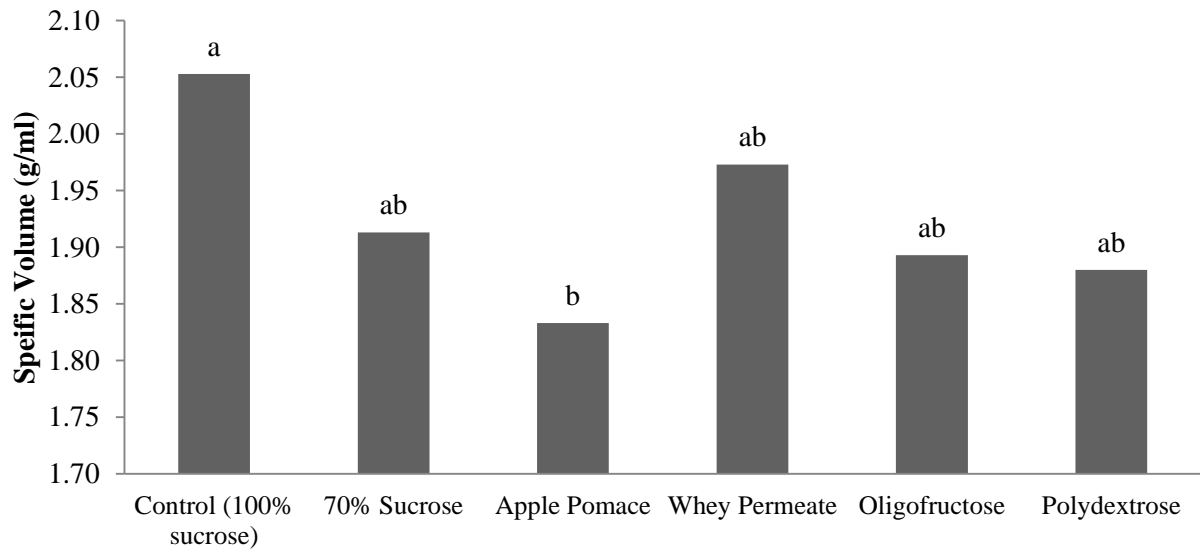 Speific Volume (g/ml)
2.10
2.05
2.00
1.95
1.90
1.85
1.80
1.75
1.70
a
ab
b
ab
ab
ab
Control (100%
sucrose)
70% Sucrose
Apple Pomace
Whey Permeate
Oligofructose
Polydextrose